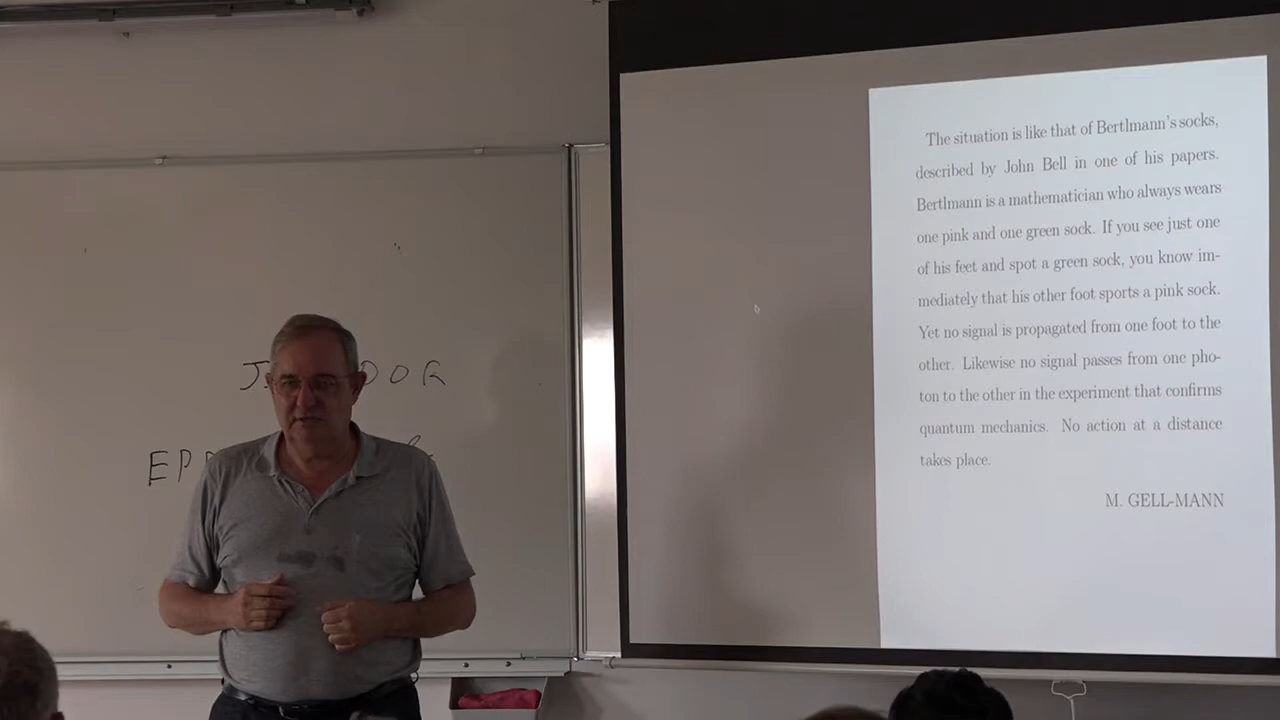 The situation is like that of Bertlmann's socks,
described by John Bell in one of his papers.
Bertlmann is a mathematician who always wears
one pink and one green sock. If you see just one
of his feet and spot a green sock, you know im-
mediately that his other foot sports a pink sock.
Yet no signal is propagated from one foot to the
other. Likewise no signal passes from one pho-
ton to the other in the experiment that confirms
quantum mechanics. No action at a distance
takes place.
M. GELL-MANN